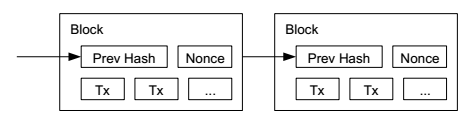 Block
Prev Hash Nonce
Tx Tx ...
Block
Prev Hash Nonce
Tx Tx ...